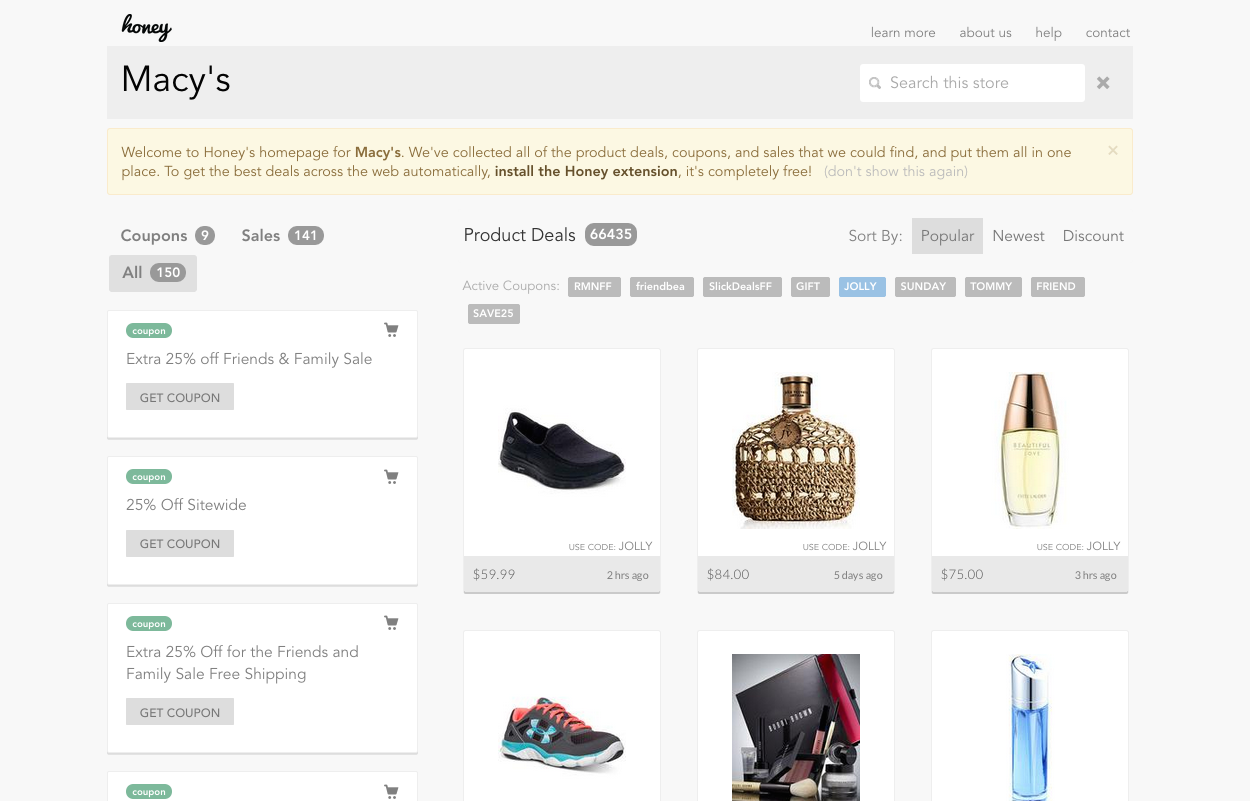 honey
learn more about us help contact
Macy's
Search this store
Welcome to Honey's homepage for Macy's. We've collected all of the product deals, coupons, and sales that we could find, and put them all in one
place. To get the best deals across the web automatically, install the Honey extension, it's completely free! (don't show this again)
Coupons 9 Sales 141
All 150
coupon
Extra 25% off Friends & Family Sale
GET COUPON
coupon
25% Off Sitewide
GET COUPON
coupon
Extra 25% Off for the Friends and
Family Sale Free Shipping
GET COUPON
coupon
Product Deals 66435
Sort By: Popular Newest Discount
Active Coupons: RMNFF friendbea SlickDealsFF GIFT JOLLY SUNDAY TOMMY FRIEND
SAVE25
USE CODE: JOLLY
$59.99 2 hrs ago
jv
USE CODE: JOLLY
$84.00 5 days ago
BEAUTIFUL
LOVE
ESTEE LAUDER
USE CODE: JOLLY
$75.00 3 hrs ago
BOBBI BROWN